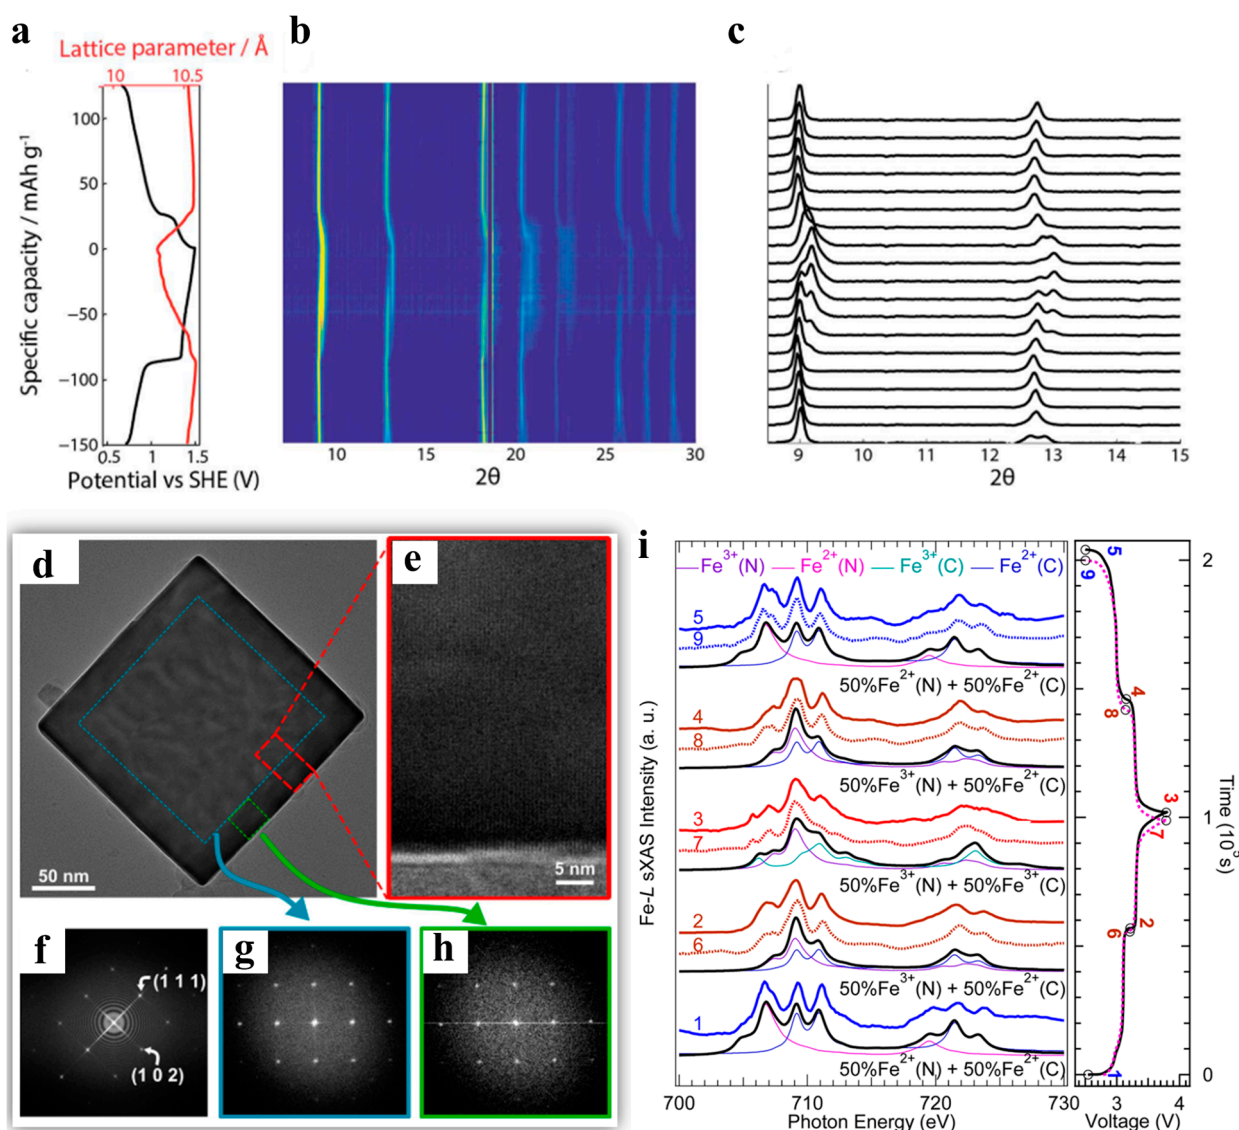 a
b
c
Lattice parameter / Å
10
10.5
Specific capacity / mAh g⁻¹
100
50
0
−50
−100
−150
0.5
1
1.5
Potential vs SHE (V)
10
15
20
25
30
2θ
9
10
11
12
13
14
15
2θ
d
50 nm
e
5 nm
f
(1 1 1)
(1 0 2)
g
h
i
Fe³⁺(N)
Fe²⁺(N)
Fe³⁺(C)
Fe²⁺(C)
5
9
50%Fe²⁺(N) + 50%Fe²⁺(C)
4
8
50%Fe³⁺(N) + 50%Fe²⁺(C)
3
7
50%Fe³⁺(N) + 50%Fe³⁺(C)
2
6
50%Fe³⁺(N) + 50%Fe²⁺(C)
1
50%Fe²⁺(N) + 50%Fe²⁺(C)
Fe-L sXAS Intensity (a. u.)
700
710
720
730
Photon Energy (eV)
5
9
4
8
3
7
2
6
1
2
1
0
Time (10⁵s)
3
4
Voltage (V)